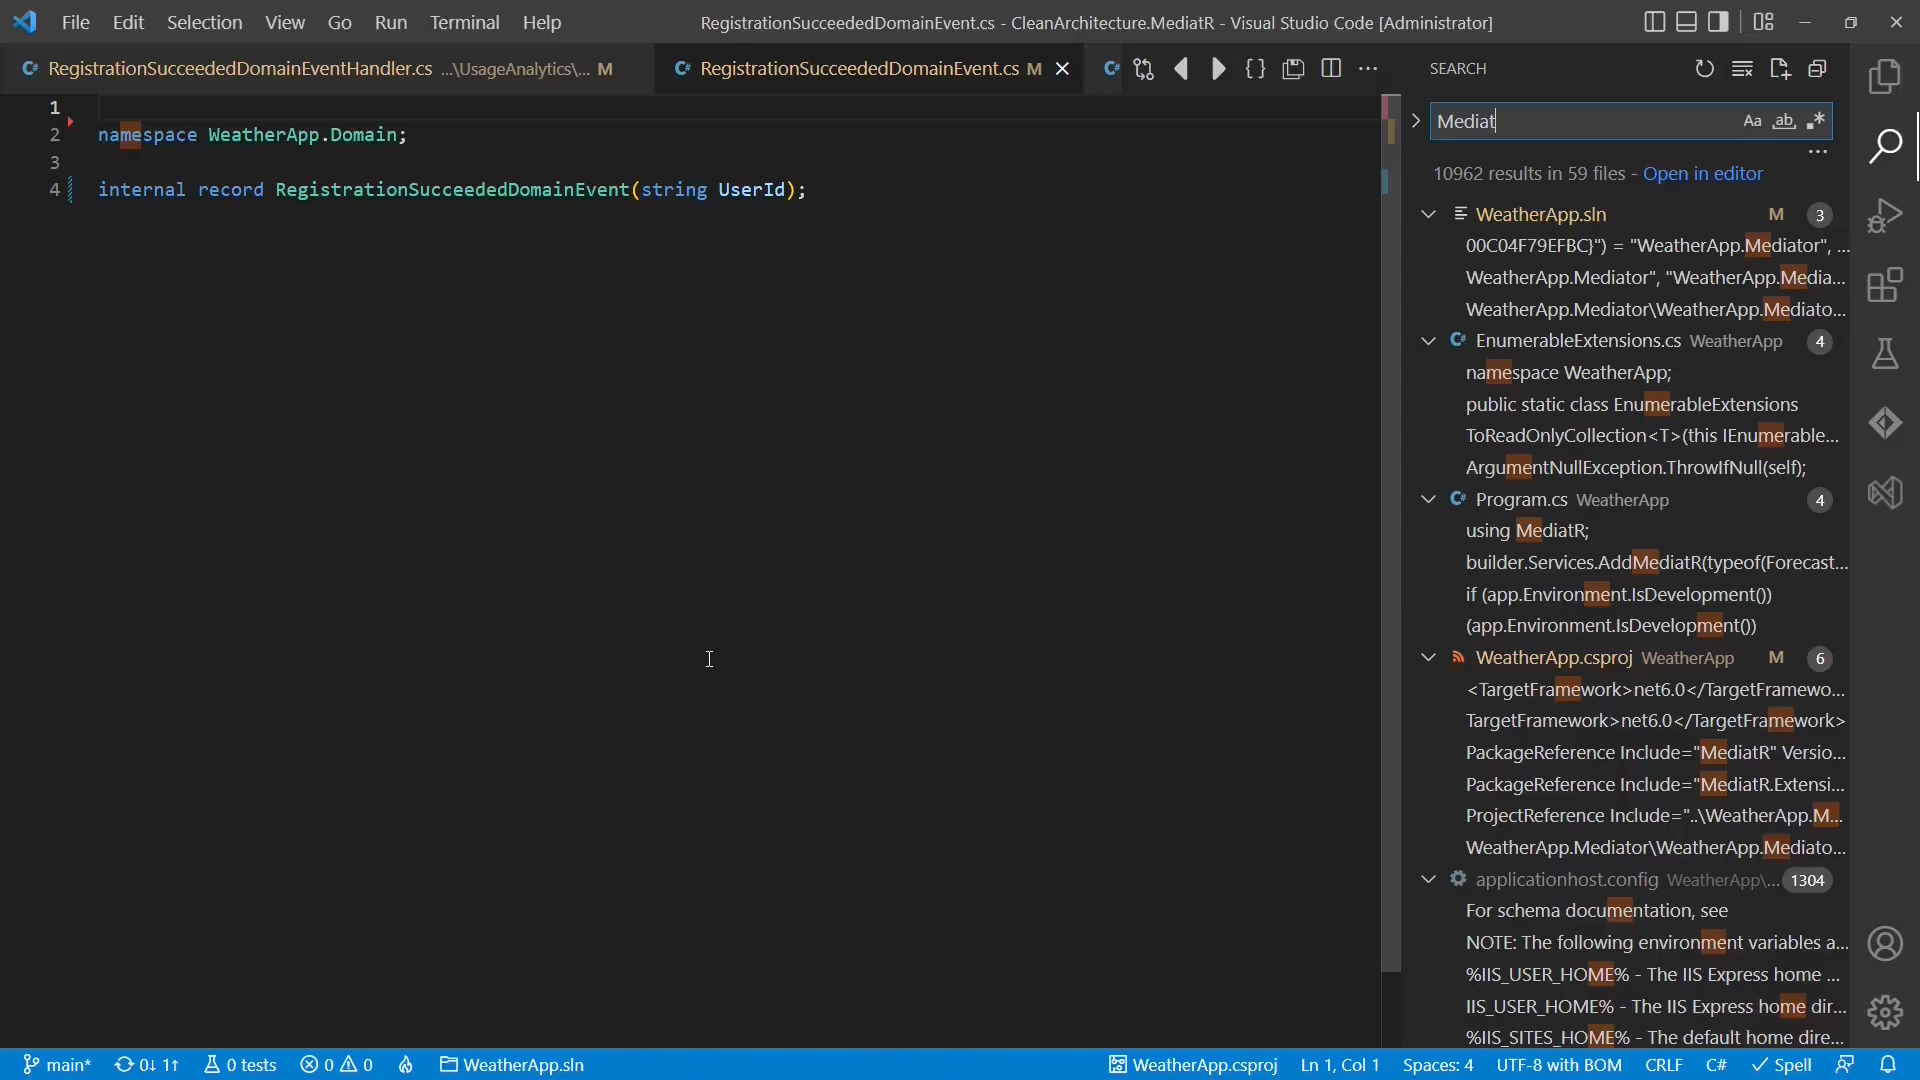 File Edit Selection View Go Run Terminal Help
RegistrationSucceededDomainEvent.cs - CleanArchitecture.MediatR - Visual Studio Code [Administrator]
RegistrationSucceededDomainEventHandler.cs ...\UsageAnalytics\... M
RegistrationSucceededDomainEvent.cs M
SEARCH
1
2 namespace WeatherApp.Domain;
3
4 internal record RegistrationSucceededDomainEvent(string UserId);
Mediat
Aa ab .*
10962 results in 59 files - Open in editor
WeatherApp.sln M 3
00C04F79EFBC}") = "WeatherApp.Mediator", ...
WeatherApp.Mediator", "WeatherApp.Media...
WeatherApp.Mediator\WeatherApp.Mediato...
EnumerableExtensions.cs WeatherApp 4
namespace WeatherApp;
public static class EnumerableExtensions
ToReadOnlyCollection<T>(this IEnumerable...
ArgumentNullException.ThrowIfNull(self);
Program.cs WeatherApp 4
using MediatR;
builder.Services.AddMediatR(typeof(Forecast...
if (app.Environment.IsDevelopment())
(app.Environment.IsDevelopment())
WeatherApp.csproj WeatherApp M 6
<TargetFramework>net6.0</TargetFramewo...
TargetFramework>net6.0</TargetFramework>
PackageReference Include="MediatR" Versio...
PackageReference Include="MediatR.Extensi...
ProjectReference Include="..\WeatherApp.M...
WeatherApp.Mediator\WeatherApp.Mediato...
applicationhost.config WeatherApp\... 1304
For schema documentation, see
NOTE: The following environment variables a...
%IIS_USER_HOME% - The IIS Express home ...
IIS_USER_HOME% - The IIS Express home dir...
%IIS_SITES_HOME% - The default home dire...
main* 0↓ 1↑ 0 tests 0 0 WeatherApp.sln
WeatherApp.csproj Ln 1, Col 1 Spaces: 4 UTF-8 with BOM CRLF C# Spell